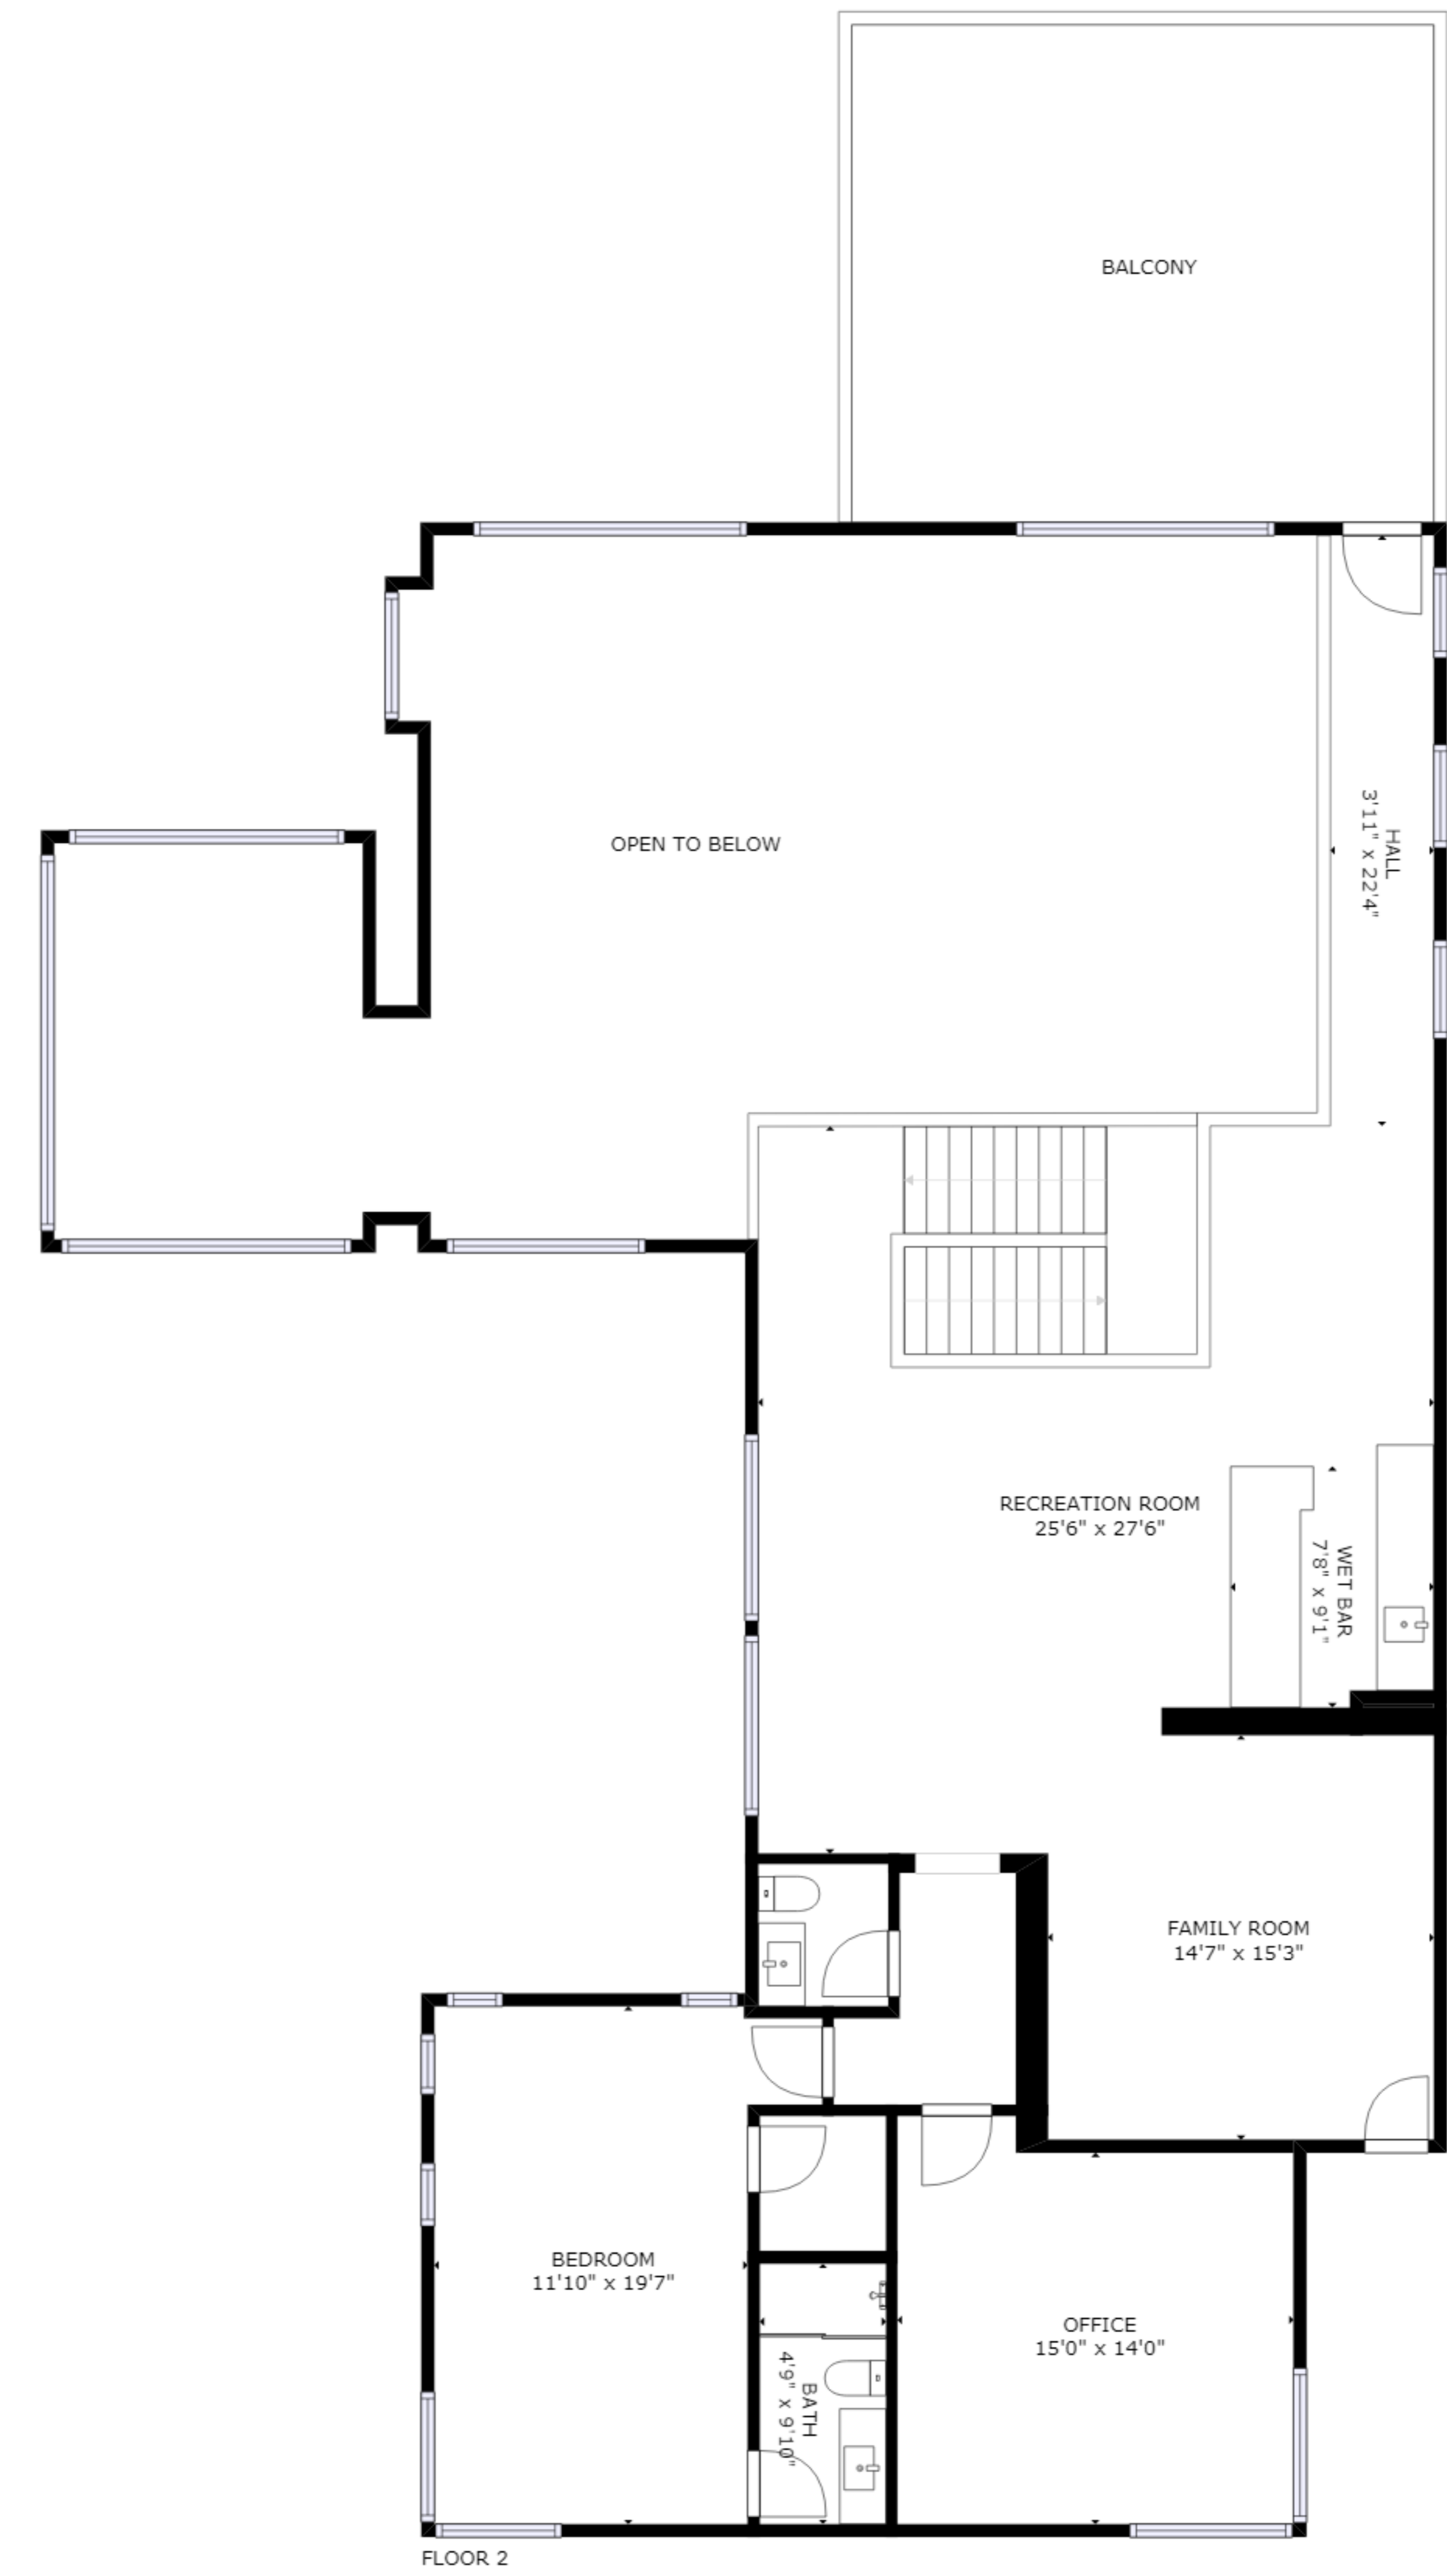 BALCONY
OPEN TO BELOW
HALL
3'11" x 22'4"
RECREATION ROOM
25'6" x 27'6"
WET BAR
7'8" x 9'1"
FAMILY ROOM
14'7" x 15'3"
BEDROOM
11'10" x 19'7"
OFFICE
15'0" x 14'0"
BATH
4'9" x 9'10"
FLOOR 2